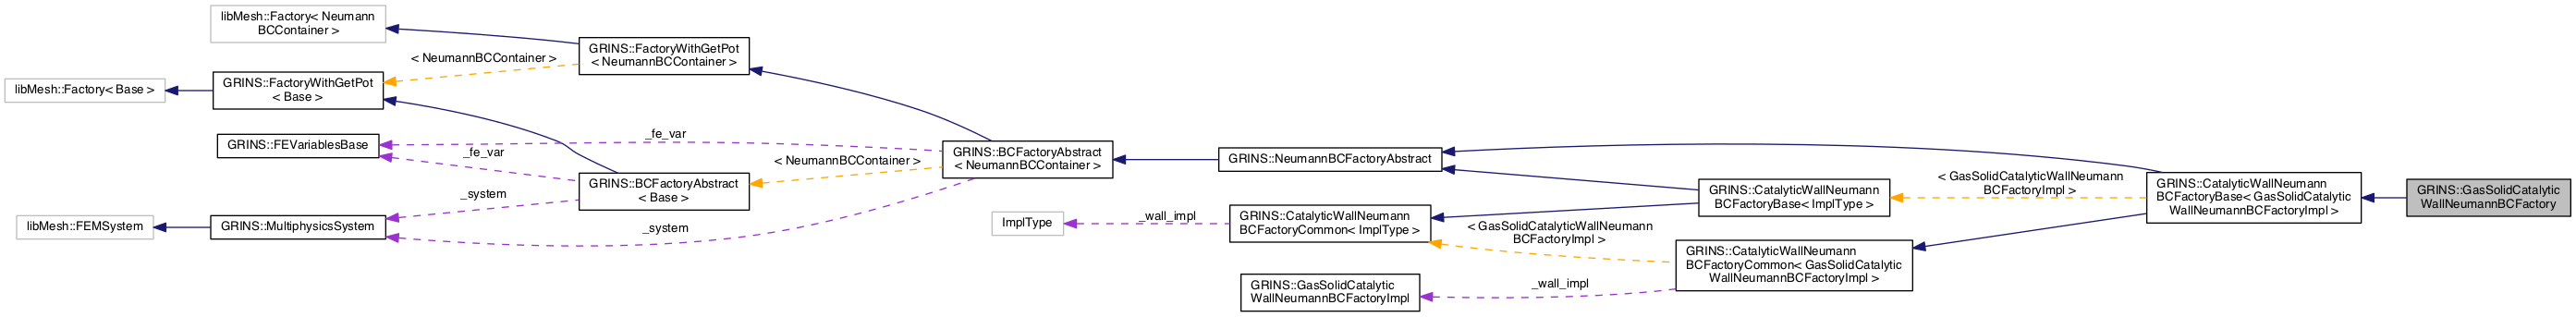 libMesh::Factory< Neumann
BCContainer >
libMesh::Factory< Base >
GRINS::FactoryWithGetPot
< Base >
GRINS::FEVariablesBase
libMesh::FEMSystem
GRINS::MultiphysicsSystem
< NeumannBCContainer >
GRINS::FactoryWithGetPot
< NeumannBCContainer >
_fe_var
_fe_var
_system
_system
GRINS::BCFactoryAbstract
< Base >
< NeumannBCContainer >
GRINS::BCFactoryAbstract
< NeumannBCContainer >
ImplType
_wall_impl
GRINS::NeumannBCFactoryAbstract
GRINS::CatalyticWallNeumann
BCFactoryCommon< ImplType >
GRINS::GasSolidCatalytic
WallNeumannBCFactoryImpl
< GasSolidCatalyticWallNeumann
BCFactoryImpl >
_wall_impl
GRINS::CatalyticWallNeumann
BCFactoryBase< ImplType >
GRINS::CatalyticWallNeumann
BCFactoryCommon< GasSolidCatalytic
WallNeumannBCFactoryImpl >
< GasSolidCatalyticWallNeumann
BCFactoryImpl >
GRINS::CatalyticWallNeumann
BCFactoryBase< GasSolidCatalytic
WallNeumannBCFactoryImpl >
GRINS::GasSolidCatalytic
WallNeumannBCFactory